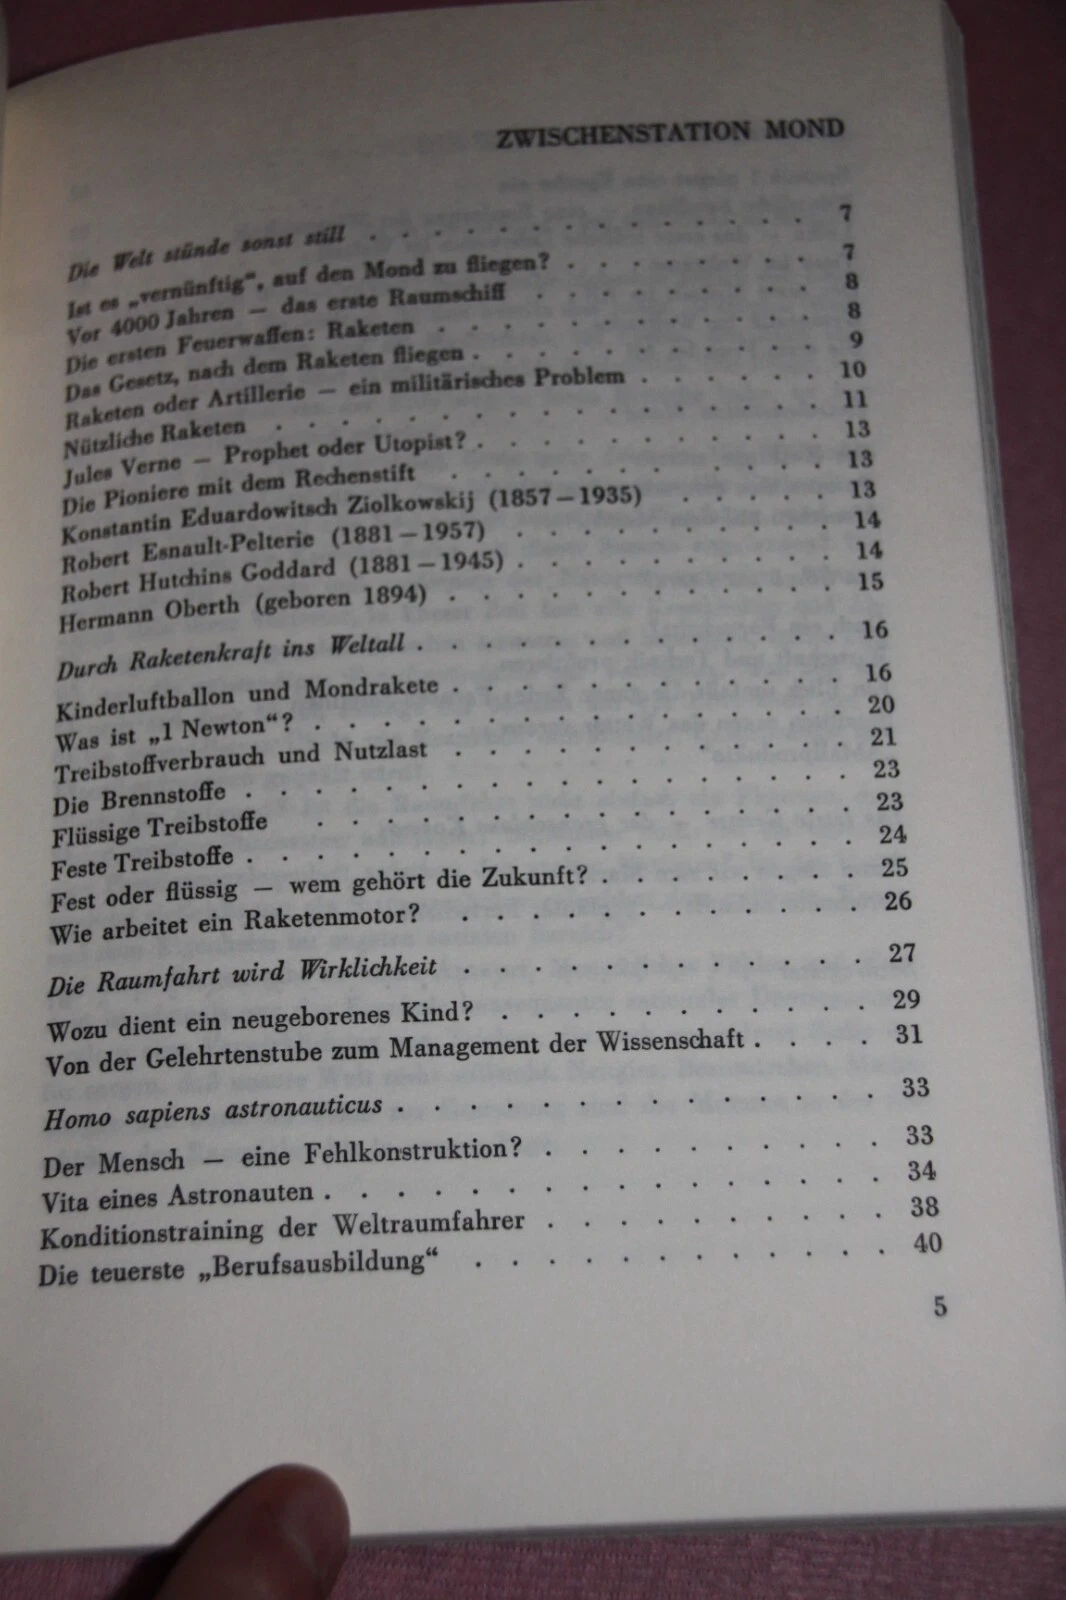 ZWISCHENSTATION MOND
Die Welt stünde sonst still . . . . . . . . . . . . . 7
Ist es „vernünftig“, auf den Mond zu fliegen? . . . . . . . 7
Vor 4000 Jahren — das erste Raumschiff . . . . . . . . . 8
Die ersten Feuerwaffen: Raketen . . . . . . . . . . . 8
Das Gesetz, nach dem Raketen fliegen . . . . . . . . . . 9
Raketen oder Artillerie — ein militärisches Problem . . . . . . 10
Nützliche Raketen . . . . . . . . . . . . . . . 11
Jules Verne — Prophet oder Utopist? . . . . . . . . . . 13
Die Pioniere mit dem Rechenstift . . . . . . . . . . 13
Konstantin Eduardowitsch Ziolkowskij (1857—1935) . . . . . 13
Robert Esnault-Pelterie (1881—1957) . . . . . . . . . 14
Robert Hutchins Goddard (1881—1945) . . . . . . . . . 14
Hermann Oberth (geboren 1894) . . . . . . . . . . . 15
Durch Raketenkraft ins Weltall . . . . . . . . . . . . 16
Kinderluftballon und Mondrakete . . . . . . . . . . . 16
Was ist „1 Newton“? . . . . . . . . . . . . . . 20
Treibstoffverbrauch und Nutzlast . . . . . . . . . . . 21
Die Brennstoffe . . . . . . . . . . . . . . . . 23
Flüssige Treibstoffe . . . . . . . . . . . . . . 23
Feste Treibstoffe . . . . . . . . . . . . . . . . 24
Fest oder flüssig — wem gehört die Zukunft? . . . . . . . 25
Wie arbeitet ein Raketenmotor? . . . . . . . . . . . 26
Die Raumfahrt wird Wirklichkeit . . . . . . . . . . . 27
Wozu dient ein neugeborenes Kind? . . . . . . . . . . 29
Von der Gelehrtenstube zum Management der Wissenschaft . . . . 31
Homo sapiens astronauticus . . . . . . . . . . . . . 33
Der Mensch — eine Fehlkonstruktion? . . . . . . . . . . 33
Vita eines Astronauten . . . . . . . . . . . . . . . 34
Konditionstraining der Weltraumfahrer . . . . . . . . . 38
Die teuerste „Berufsausbildung“ . . . . . . . . . . . 40
5